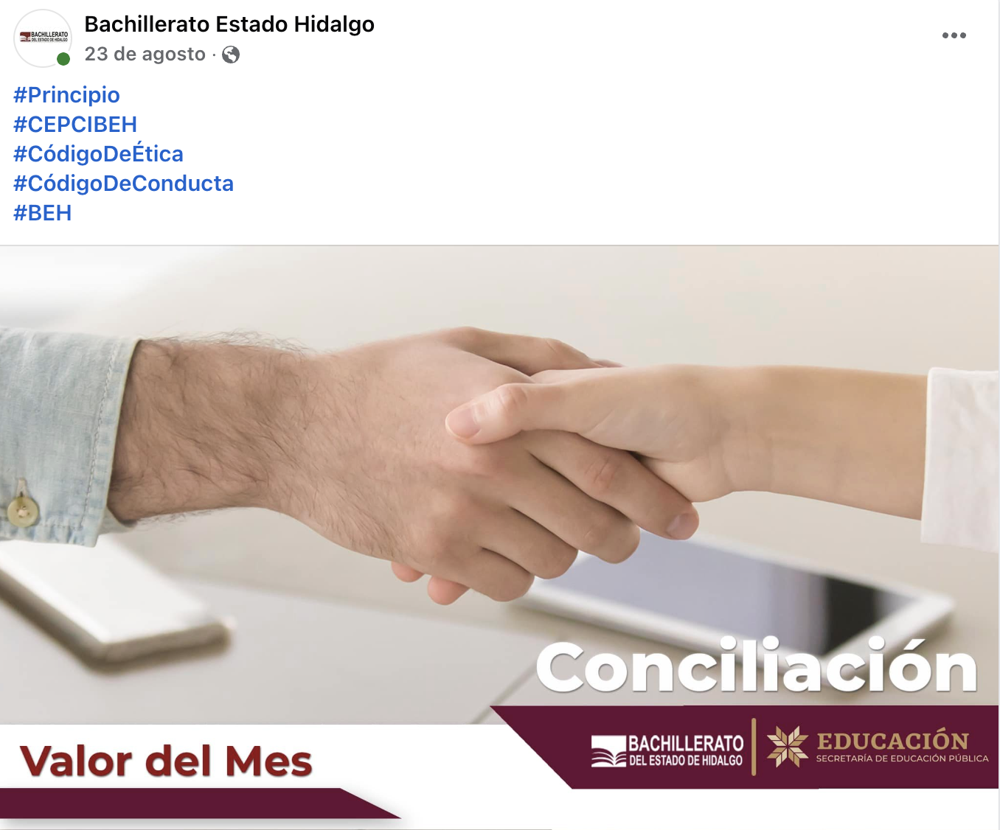 Bachillerato Estado Hidalgo
23 de agosto ·
#Principio
#CEPCIBEH
#CódigoDeÉtica
#CódigoDeConducta
#BEH
BACHILLERATO
DEL ESTADO DE HIDALGO
Conciliación
Valor del Mes
BACHILLERATO
DEL ESTADO DE HIDALGO
EDUCACIÓN
SECRETARÍA DE EDUCACIÓN PÚBLICA